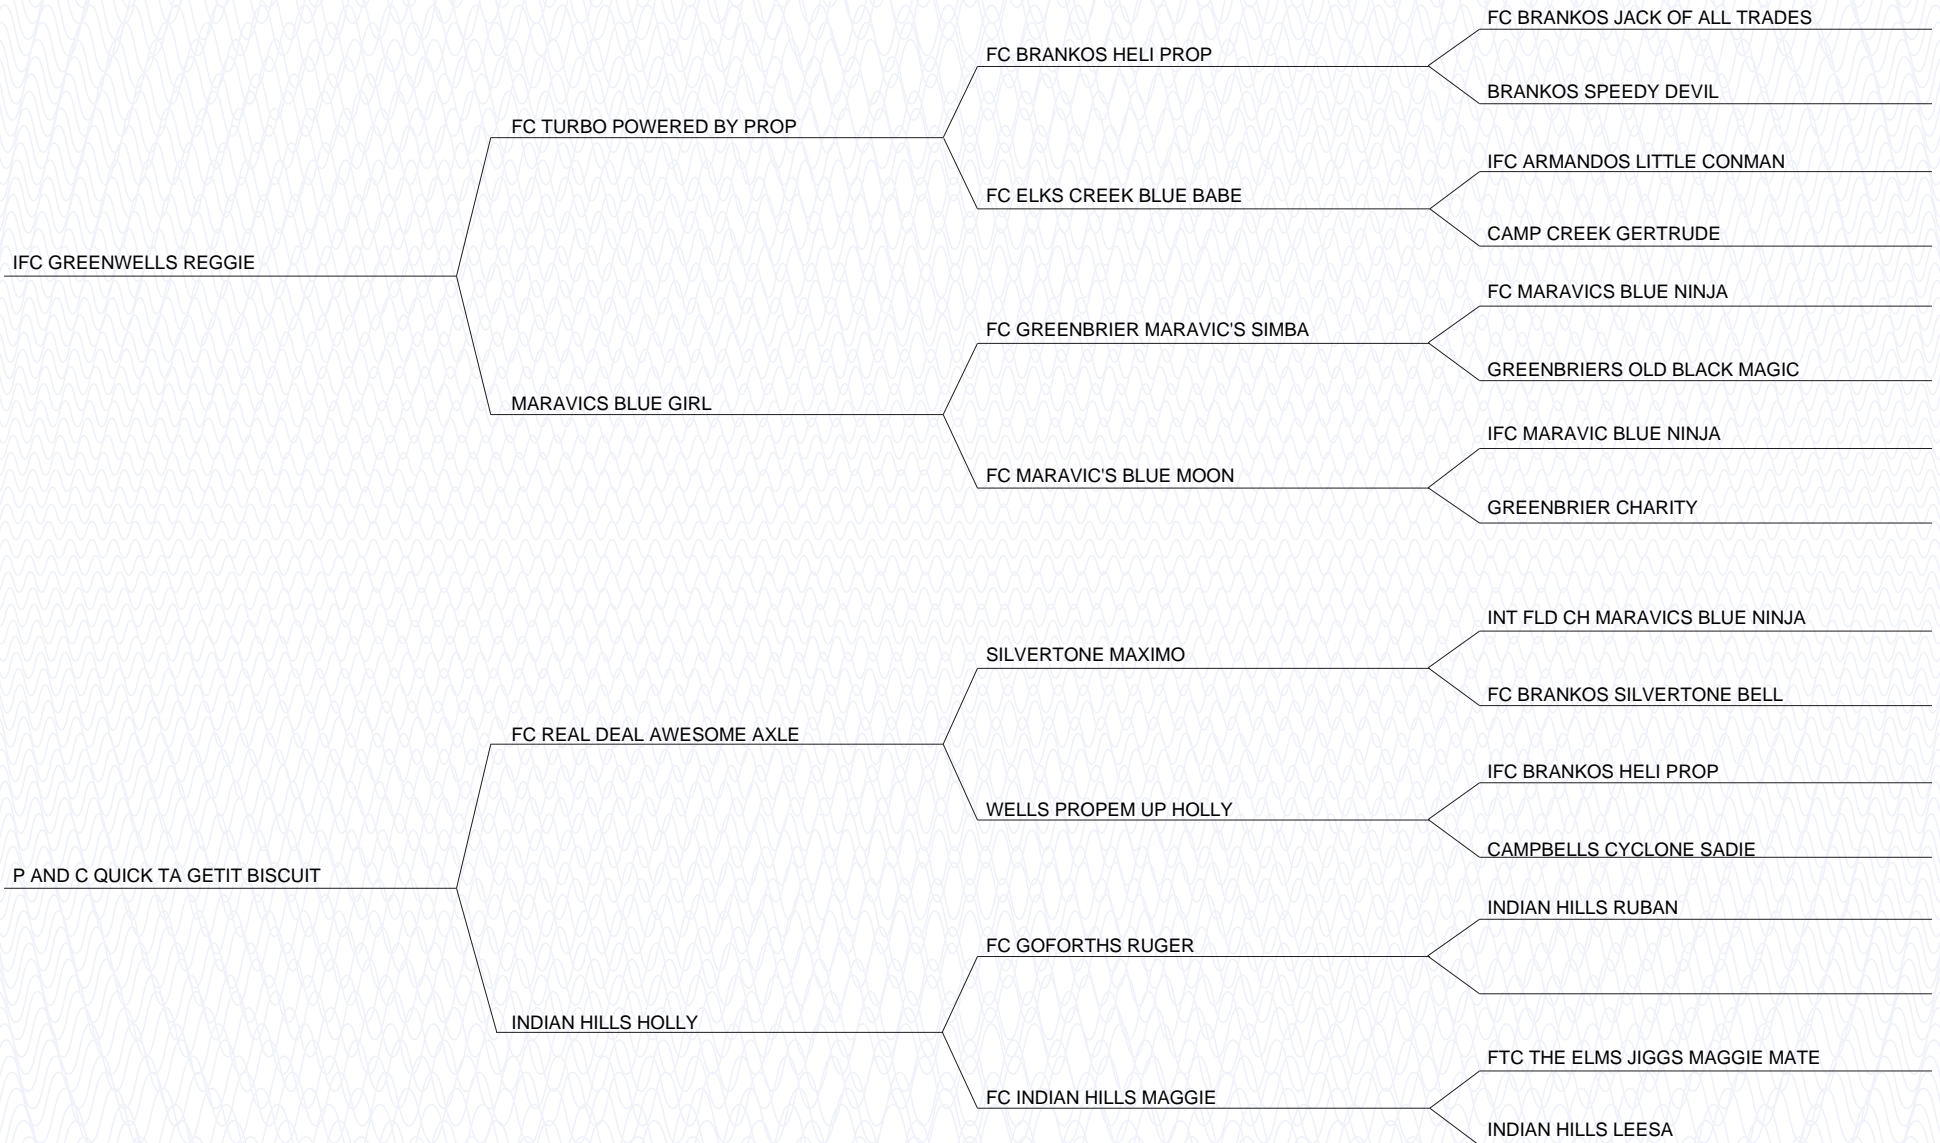 FC BRANKOS JACK OF ALL TRADES
FC BRANKOS HELI PROP
BRANKOS SPEEDY DEVIL
FC TURBO POWERED BY PROP
IFC ARMANDOS LITTLE CONMAN
FC ELKS CREEK BLUE BABE
CAMP CREEK GERTRUDE
IFC GREENWELLS REGGIE
FC MARAVICS BLUE NINJA
FC GREENBRIER MARAVIC'S SIMBA
GREENBRIERS OLD BLACK MAGIC
MARAVICS BLUE GIRL
IFC MARAVIC BLUE NINJA
FC MARAVIC'S BLUE MOON
GREENBRIER CHARITY
INT FLD CH MARAVICS BLUE NINJA
SILVERTONE MAXIMO
FC BRANKOS SILVERTONE BELL
FC REAL DEAL AWESOME AXLE
IFC BRANKOS HELI PROP
WELLS PROPEM UP HOLLY
CAMPBELLS CYCLONE SADIE
P AND C QUICK TA GETIT BISCUIT
INDIAN HILLS RUBAN
FC GOFORTHS RUGER
INDIAN HILLS HOLLY
FTC THE ELMS JIGGS MAGGIE MATE
FC INDIAN HILLS MAGGIE
INDIAN HILLS LEESA